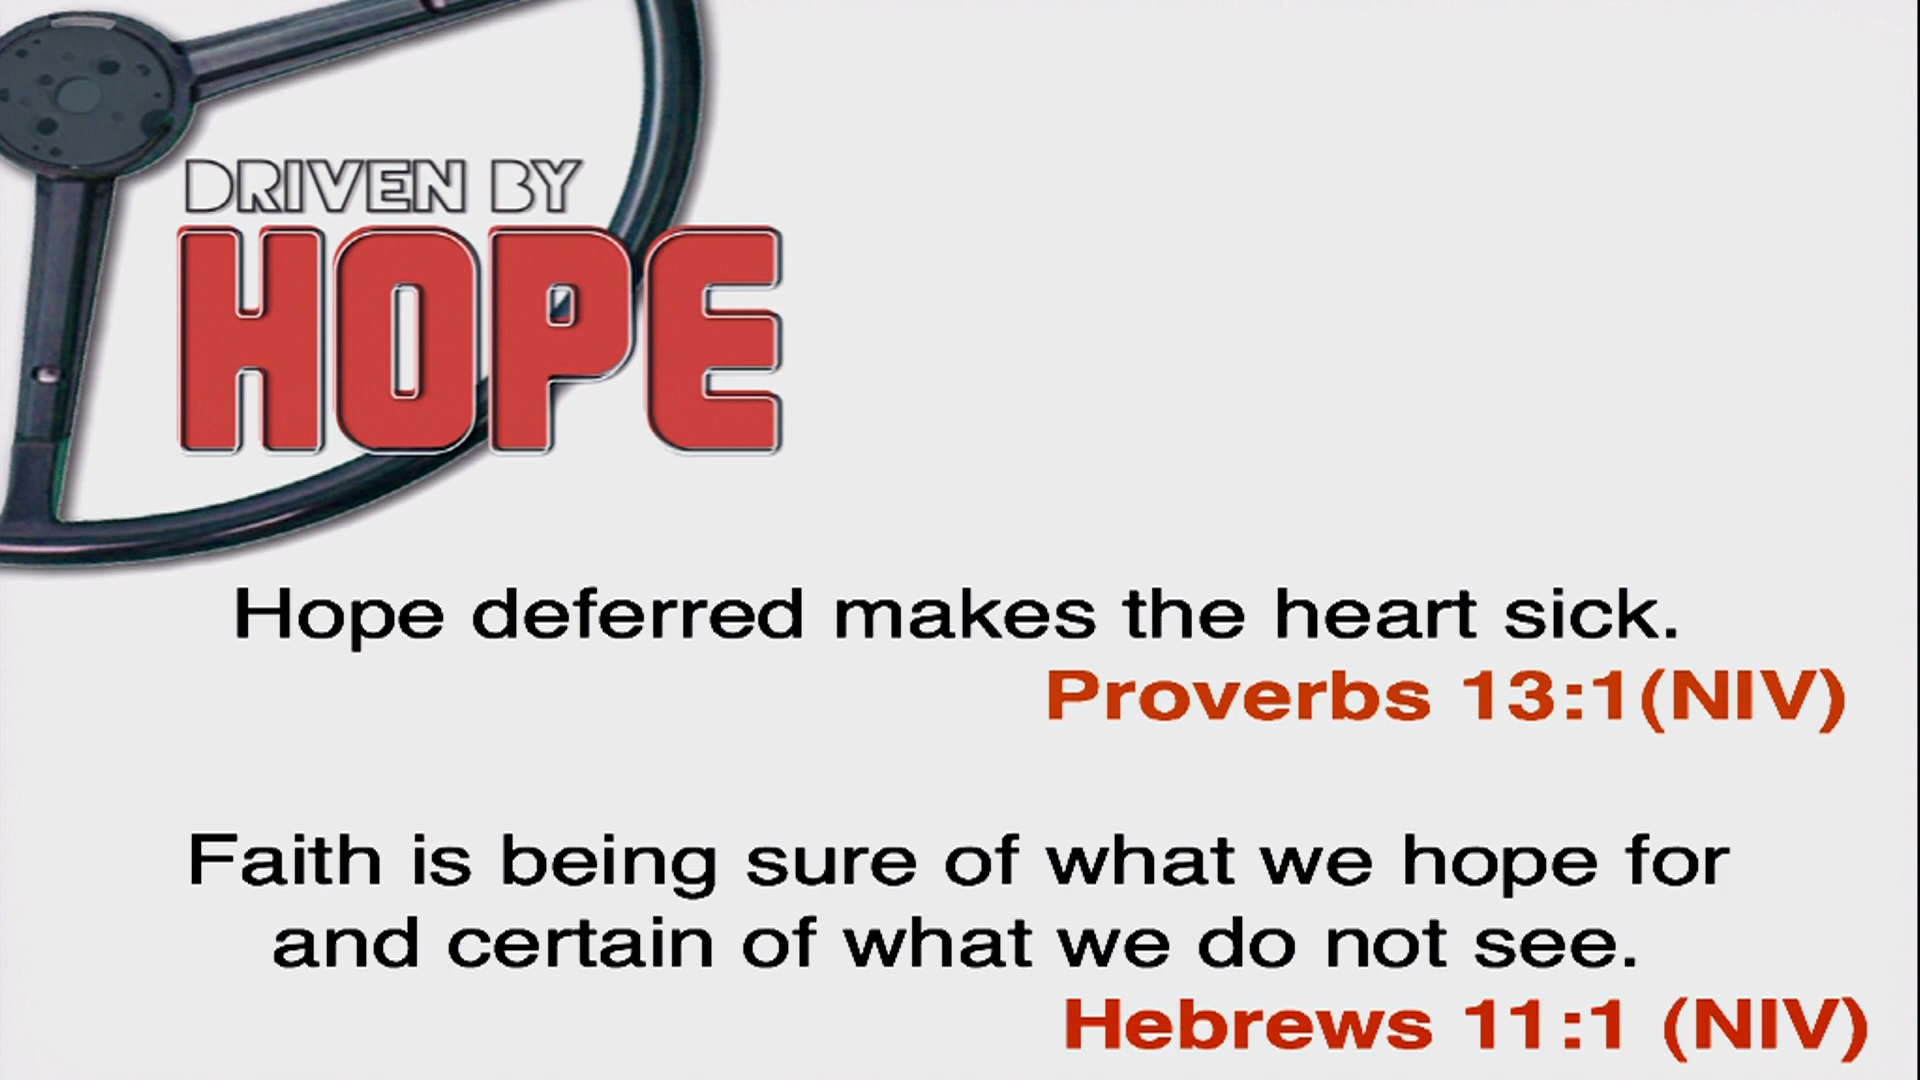 DRIVEN BY
HOPE
Hope deferred makes the heart sick.
Proverbs 13:1(NIV)
Faith is being sure of what we hope for
and certain of what we do not see.
Hebrews 11:1 (NIV)